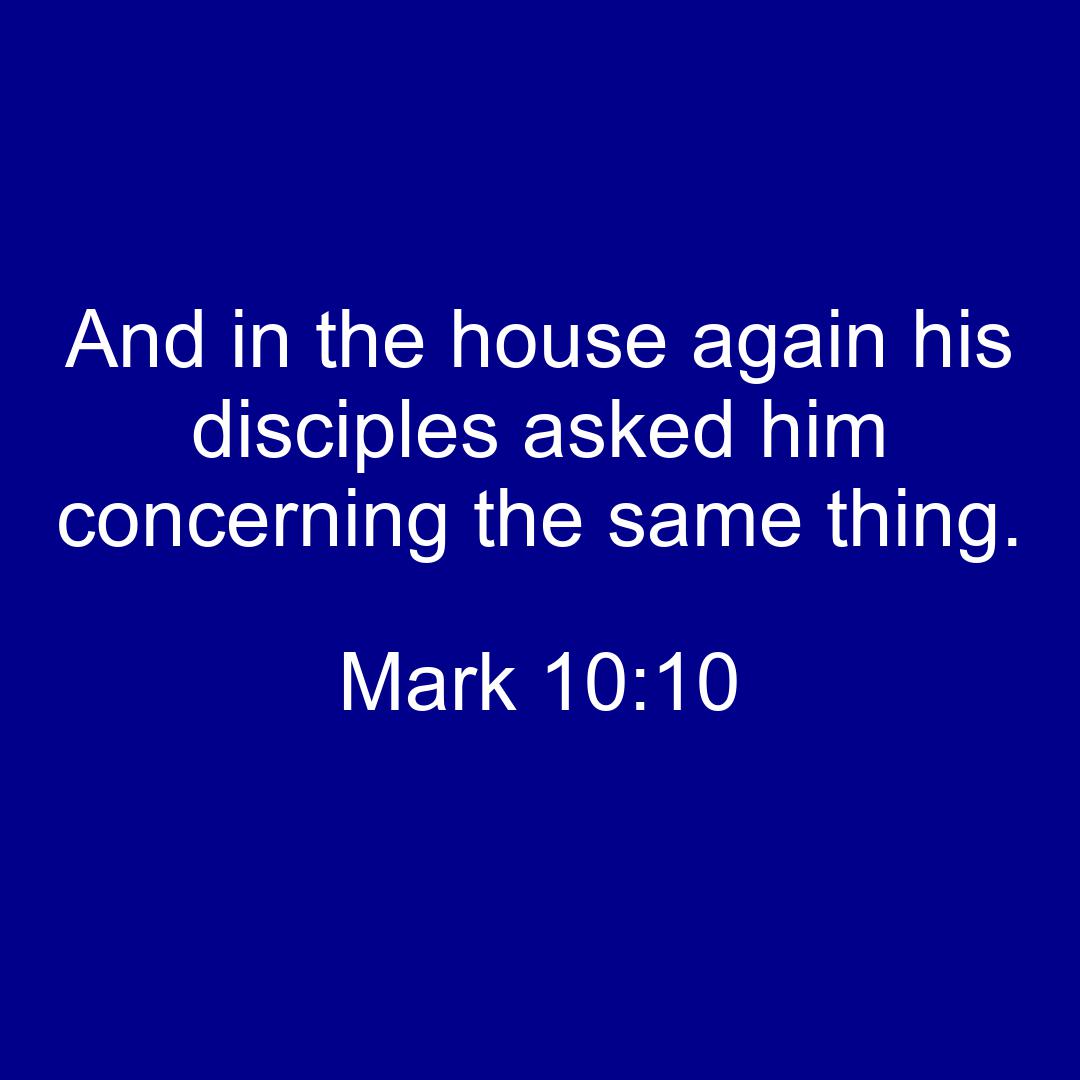 And in the house again his
disciples asked him
concerning the same thing.
Mark 10:10